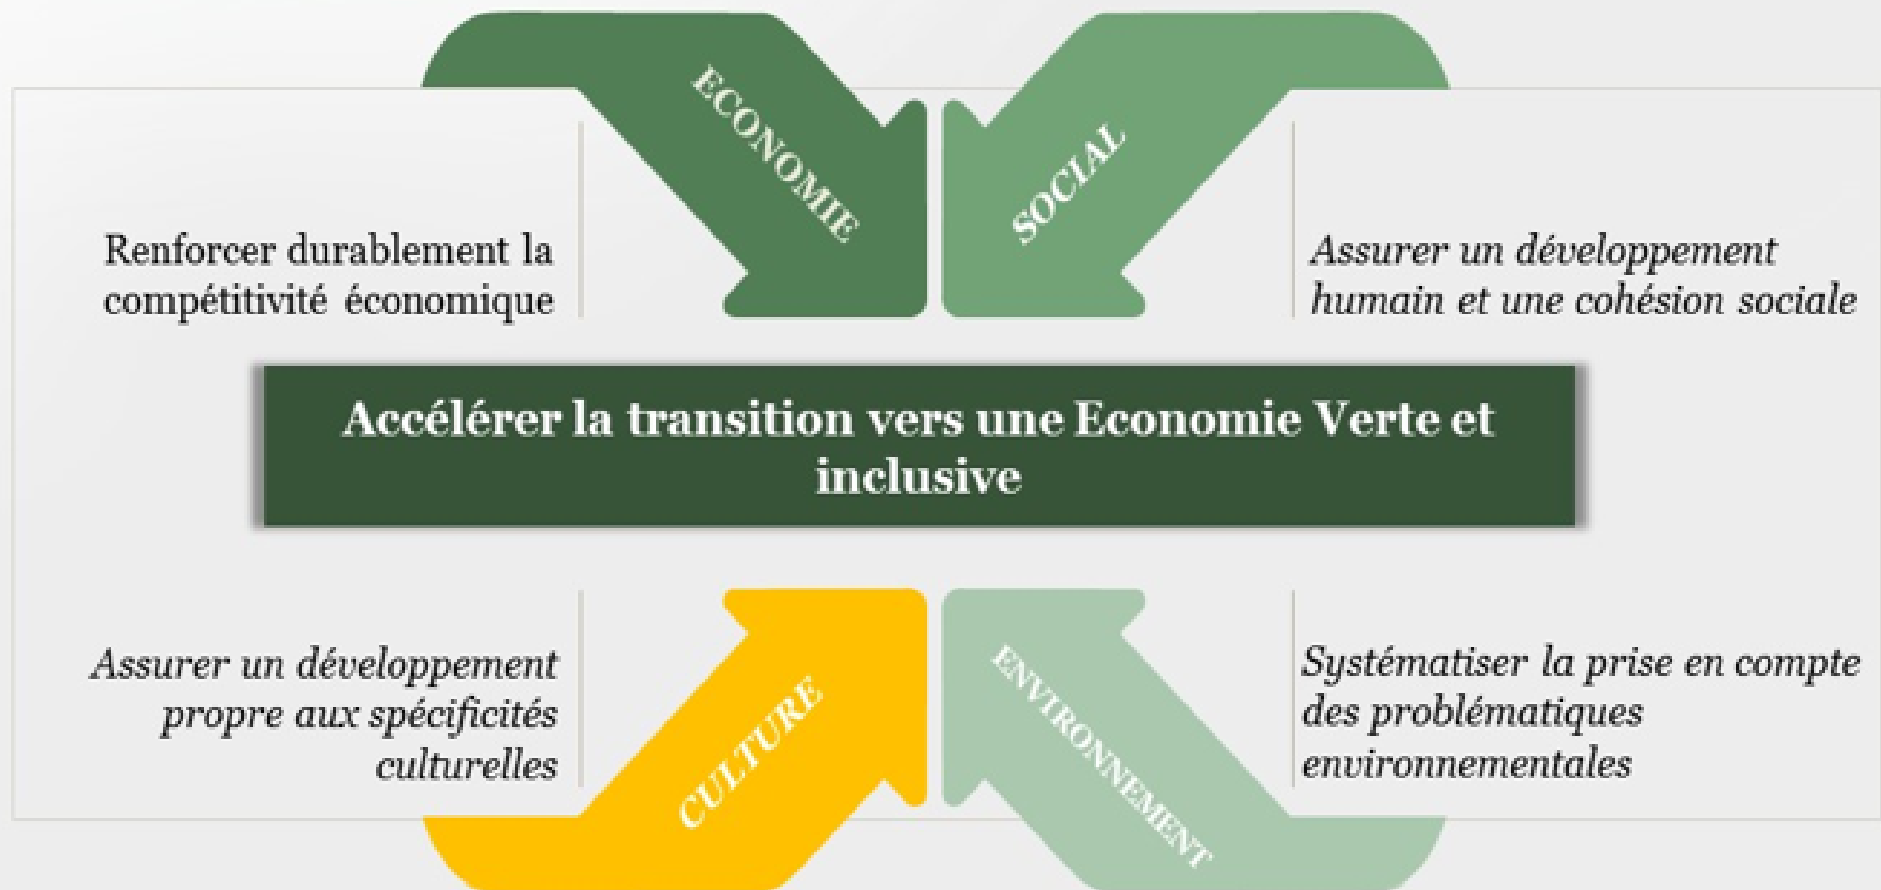 ECONOMIE
SOCIAL
Renforcer durablement la
compétitivité économique
Assurer un développement
humain et une cohésion sociale
Accélérer la transition vers une Economie Verte et
inclusive
Assurer un développement
propre aux spécificités
culturelles
CULTURE
ENVIRONNEMENT
Systématiser la prise en compte
des problématiques
environnementales